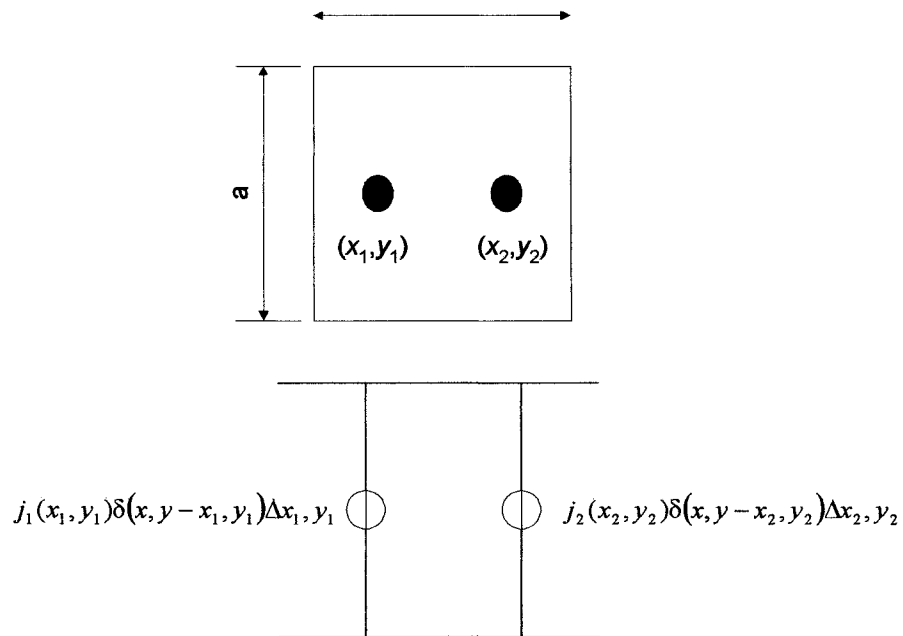 a
(x₁,y₁) (x₂,y₂)
j₁(x₁, y₁)δ(x, y − x₁, y₁)Δx₁, y₁ j₂(x₂, y₂)δ(x, y − x₂, y₂)Δx₂, y₂